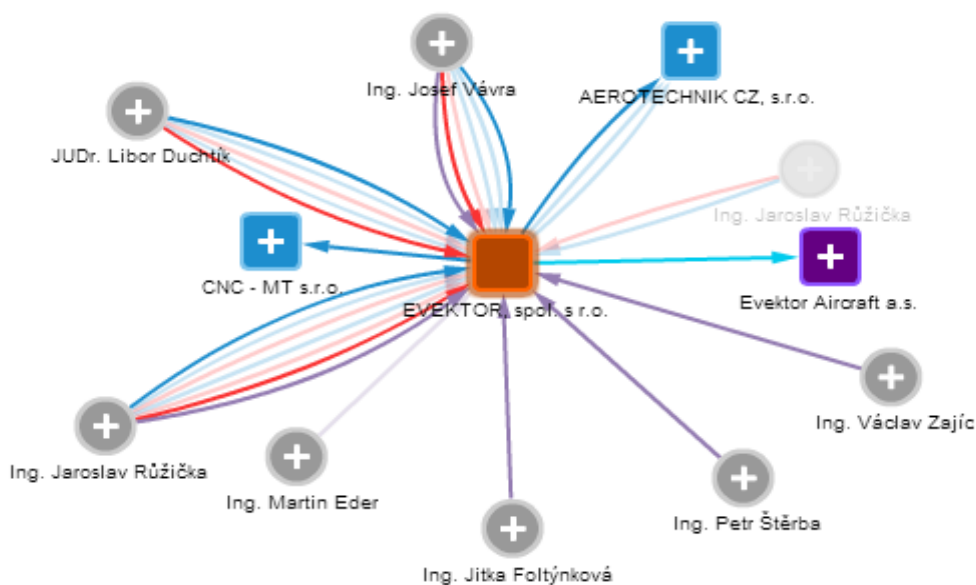 Ing. Josef Vávra
AEROTECHNIK CZ, s.r.o.
JUDr. Libor Duchtík
Ing. Jaroslav Růžička
CNC - MT s.r.o.
EVEKTOR, spol. s r.o.
Evektor Aircraft a.s.
Ing. Václav Zajíc
Ing. Jaroslav Růžička
Ing. Martin Eder
Ing. Petr Štěrba
Ing. Jitka Foltýnková